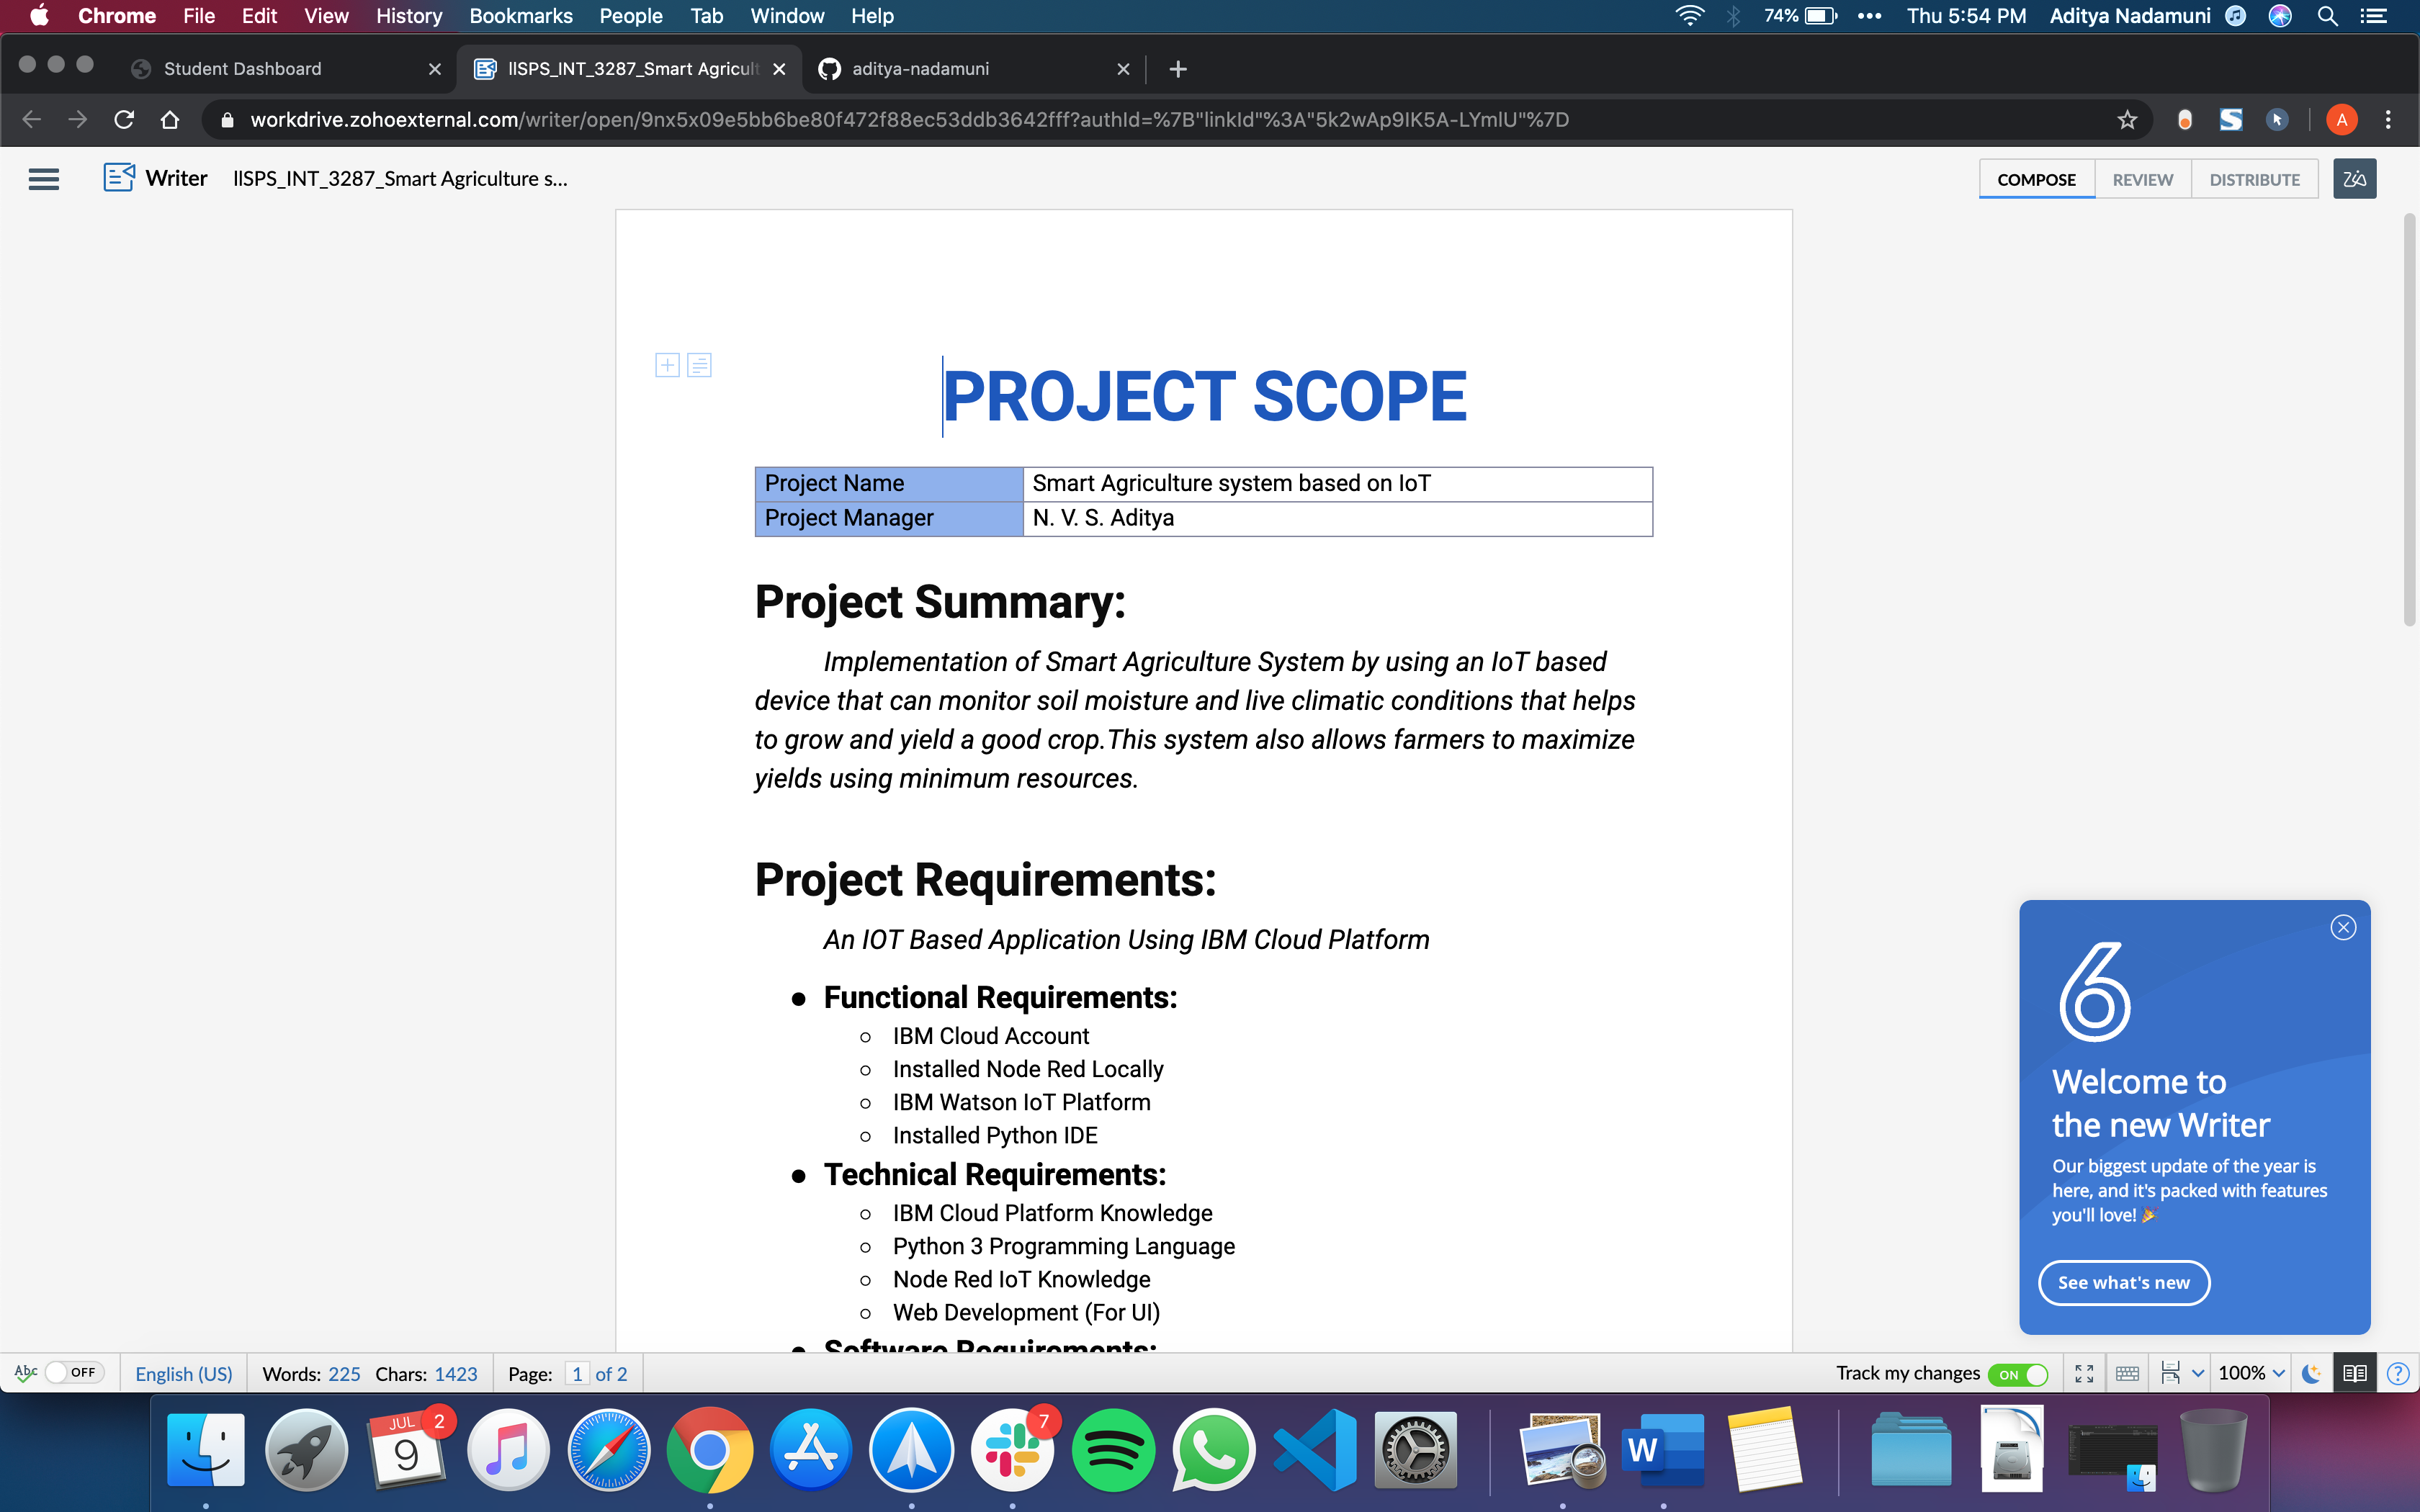 Chrome File Edit View History Bookmarks People Tab Window Help 74% Thu 5:54 PM Aditya Nadamuni
Student Dashboard
llSPS_INT_3287_Smart Agricult
aditya-nadamuni
workdrive.zohoexternal.com/writer/open/9nx5x09e5bb6be80f472f88ec53ddb3642fff?authId=%7B"linkId"%3A"5k2wAp9IK5A-LYmlU"%7D
A
Writer llSPS_INT_3287_Smart Agriculture s...
COMPOSE REVIEW DISTRIBUTE
PROJECT SCOPE
Project Name Smart Agriculture system based on IoT
Project Manager N. V. S. Aditya
Project Summary:
Implementation of Smart Agriculture System by using an IoT based
device that can monitor soil moisture and live climatic conditions that helps
to grow and yield a good crop.This system also allows farmers to maximize
yields using minimum resources.
Project Requirements:
An IOT Based Application Using IBM Cloud Platform
● Functional Requirements:
○ IBM Cloud Account
○ Installed Node Red Locally
○ IBM Watson IoT Platform
○ Installed Python IDE
● Technical Requirements:
○ IBM Cloud Platform Knowledge
○ Python 3 Programming Language
○ Node Red IoT Knowledge
○ Web Development (For UI)
● Software Requirements:
6
Welcome to
the new Writer
Our biggest update of the year is
here, and it's packed with features
you'll love! 🎉
See what's new
Abc OFF English (US) Words: 225 Chars: 1423 Page: 1 of 2 Track my changes ON 100% ?
JUL 9 2
7
W